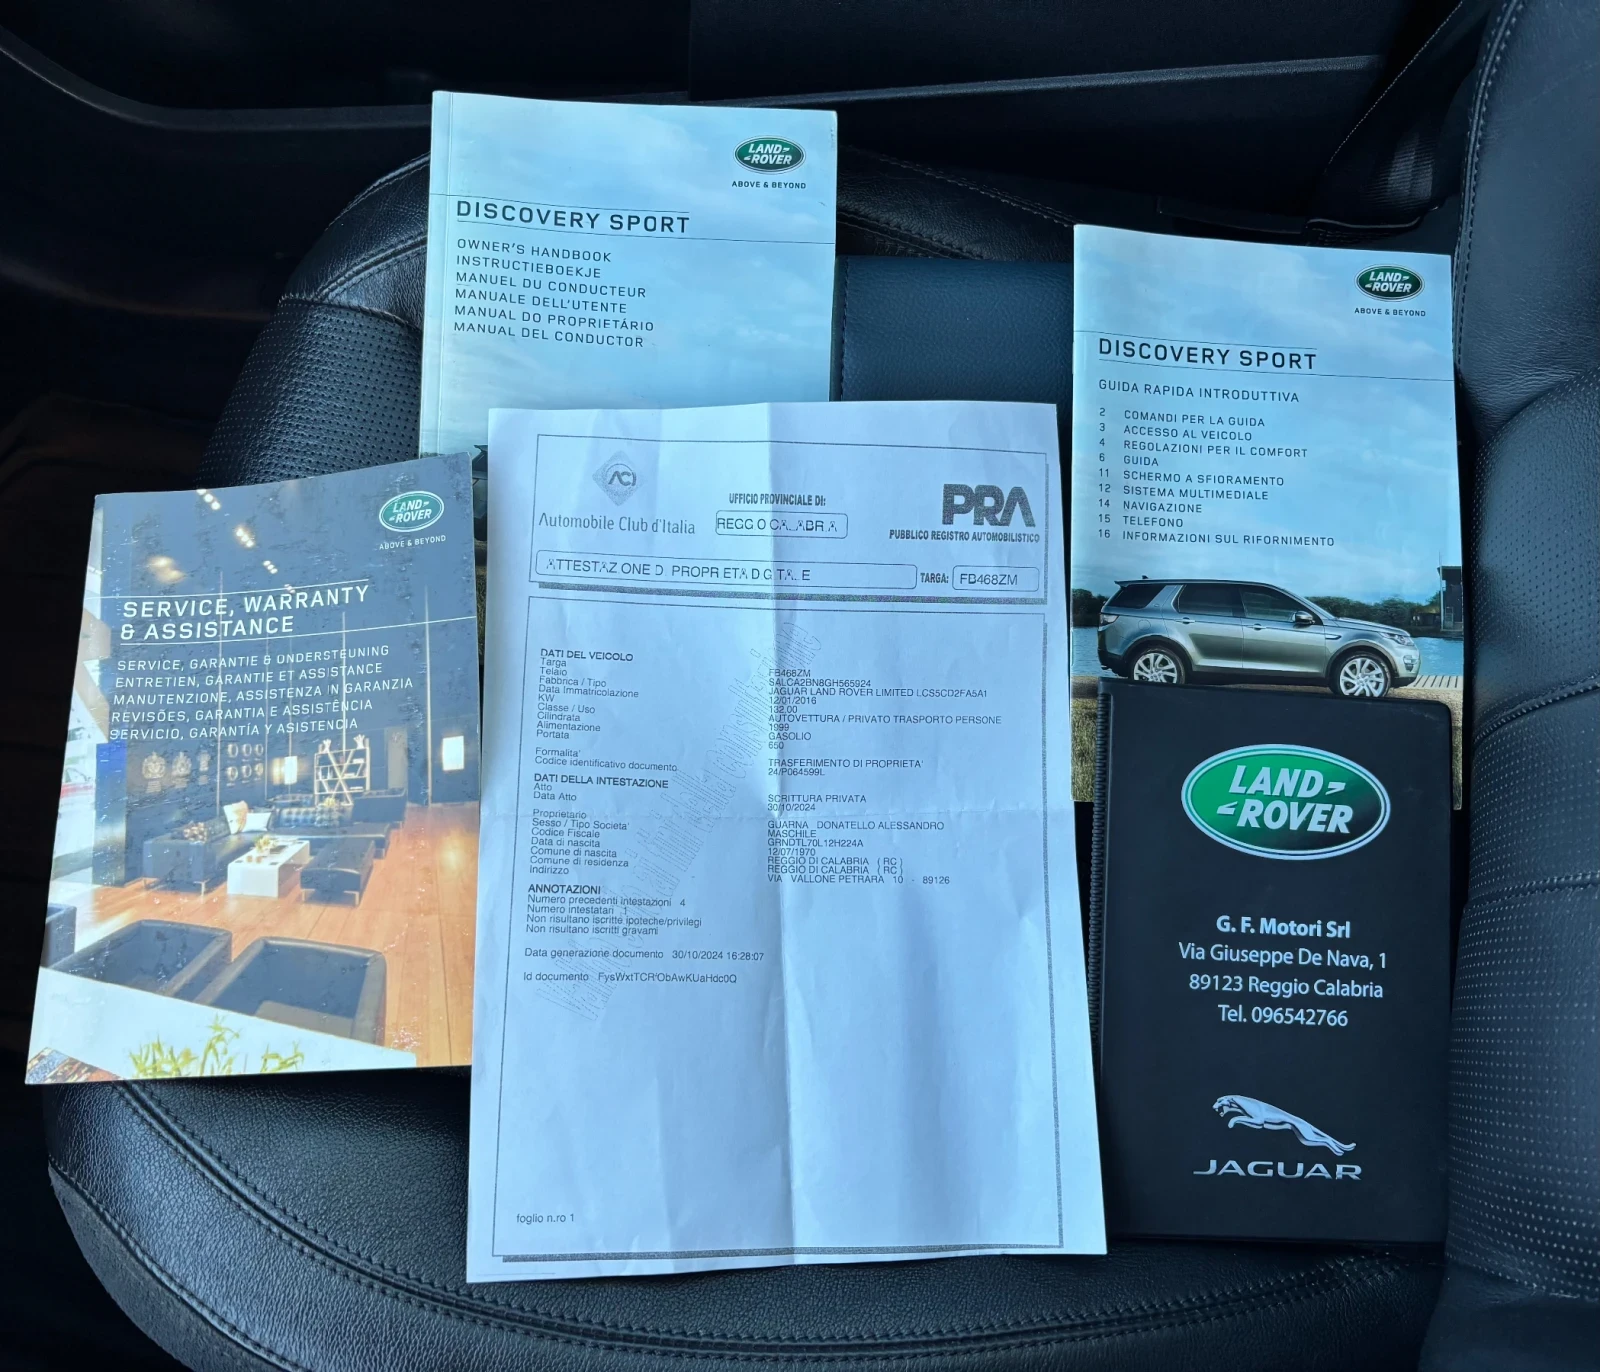 LAND-
-ROVER
ABOVE & BEYOND
DISCOVERY SPORT
OWNER'S HANDBOOK
INSTRUCTIEBOEKJE
MANUEL DU CONDUCTEUR
MANUALE DELL'UTENTE
MANUAL DO PROPRIETÁRIO
MANUAL DEL CONDUCTOR
LAND-
-ROVER
ABOVE & BEYOND
DISCOVERY SPORT
GUIDA RAPIDA INTRODUTTIVA
2 COMANDI PER LA GUIDA
3 ACCESSO AL VEICOLO
4 REGOLAZIONI PER IL COMFORT
6 GUIDA
11 SCHERMO A SFIORAMENTO
12 SISTEMA MULTIMEDIALE
14 NAVIGAZIONE
15 TELEFONO
16 INFORMAZIONI SUL RIFORNIMENTO
LAND-
-ROVER
ABOVE & BEYOND
SERVICE, WARRANTY
& ASSISTANCE
SERVICE, GARANTIE & ONDERSTEUNING
ENTRETIEN, GARANTIE ET ASSISTANCE
MANUTENZIONE, ASSISTENZA IN GARANZIA
REVISÕES, GARANTIA E ASSISTÊNCIA
SERVICIO, GARANTÍA Y ASISTENCIA
ACI
Automobile Club d'Italia
UFFICIO PROVINCIALE DI:
REGGIO CALABRIA
PRA
PUBBLICO REGISTRO AUTOMOBILISTICO
ATTESTAZIONE DI PROPRIETA DIGITALE
TARGA: FB468ZM
DATI DEL VEICOLO
Targa FB468ZM
Telaio SALCA2BN8GH565924
Fabbrica / Tipo JAGUAR LAND ROVER LIMITED LCS5CO2FA5A1
Data Immatricolazione 12/01/2016
KW 132,00
Classe / Uso AUTOVETTURA / PRIVATO TRASPORTO PERSONE
Cilindrata 1999
Alimentazione GASOLIO
Portata 650
Formalita' TRASFERIMENTO DI PROPRIETA'
Codice identificativo documento 24/P064599L
DATI DELLA INTESTAZIONE
Atto SCRITTURA PRIVATA
Data Atto 30/10/2024
Proprietario GUARNA DONATELLO ALESSANDRO
Sesso / Tipo Societa' MASCHILE
Codice Fiscale GRNDTL70L12H224A
Data di nascita 12/07/1970
Comune di nascita REGGIO DI CALABRIA ( RC )
Comune di residenza REGGIO DI CALABRIA ( RC )
Indirizzo VIA VALLONE PETRARA 10 - 89126
ANNOTAZIONI
Numero precedenti intestazioni 4
Numero intestatari 1
Non risultano iscritte ipoteche/privilegi
Non risultano iscritti gravami
Data generazione documento 30/10/2024 16:28:07
Id documento
foglio n.ro 1
LAND-
-ROVER
G. F. Motori Srl
Via Giuseppe De Nava, 1
89123 Reggio Calabria
Tel. 096542766
JAGUAR